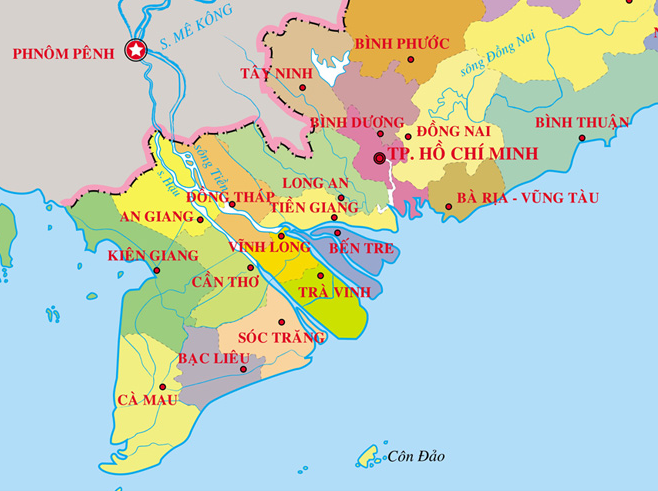 S. MÊ KÔNG
BÌNH PHƯỚC
PHNÔM PÊNH
sông Đồng Nai
TÂY NINH
BÌNH DƯƠNG
BÌNH THUẬN
ĐỒNG NAI
TP. HỒ CHÍ MINH
sông Tiền
s. Hậu
LONG AN
ĐỒNG THÁP
BÀ RỊA - VŨNG TÀU
TIỀN GIANG
AN GIANG
VĨNH LONG
BẾN TRE
KIÊN GIANG
CẦN THƠ
TRÀ VINH
SÓC TRĂNG
BẠC LIÊU
CÀ MAU
Côn Đảo